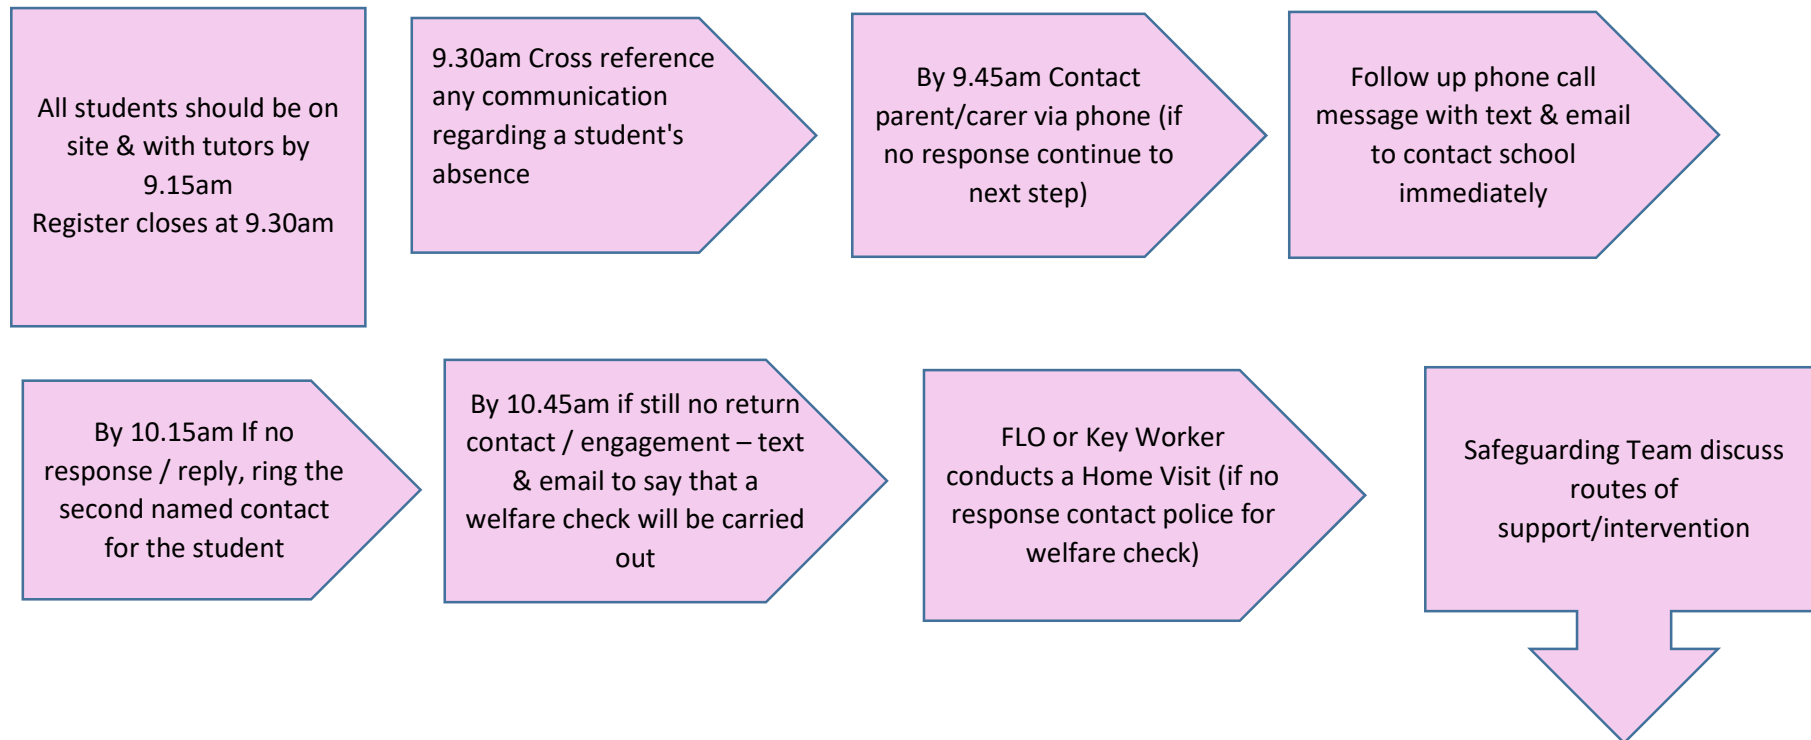 All students should be on
site & with tutors by
9.15am
Register closes at 9.30am
9.30am Cross reference
any communication
regarding a student's
absence
By 9.45am Contact
parent/carer via phone (if
no response continue to
next step)
Follow up phone call
message with text & email
to contact school
immediately
By 10.15am If no
response / reply, ring the
second named contact
for the student
By 10.45am if still no return
contact / engagement – text
& email to say that a
welfare check will be carried
out
FLO or Key Worker
conducts a Home Visit (if no
response contact police for
welfare check)
Safeguarding Team discuss
routes of
support/intervention